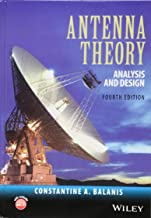 ANTENNA THEORY
ANALYSIS AND DESIGN
FOURTH EDITION
CONSTANTINE A. BALANIS
WILEY